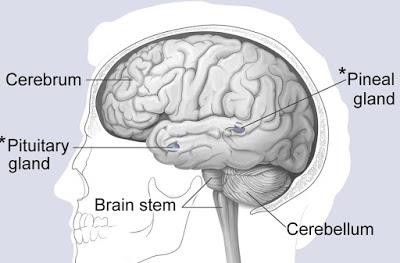 Cerebrum
*Pineal
gland
*Pituitary
gland
Brain stem
Cerebellum